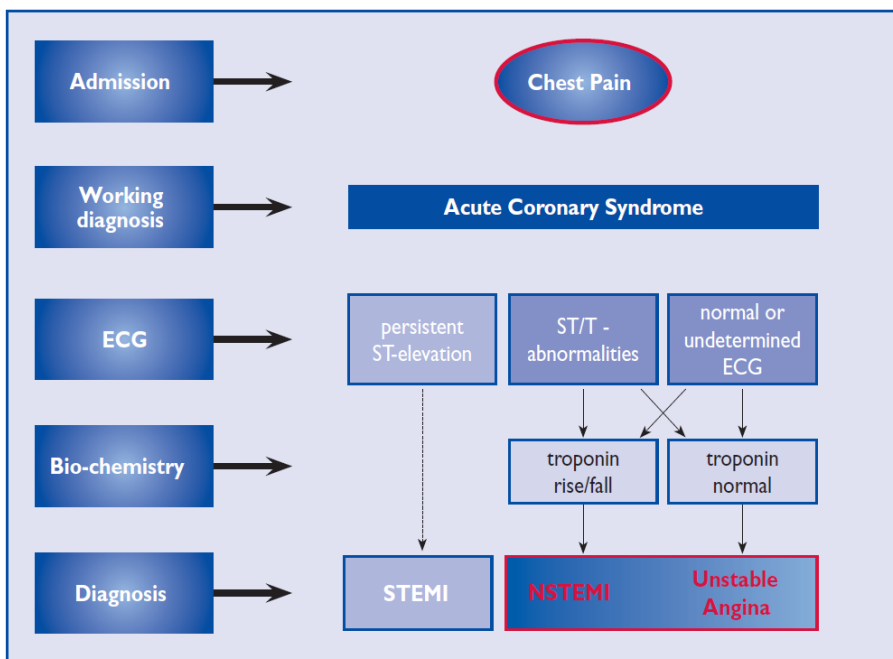 Admission
Chest Pain
Working
diagnosis
Acute Coronary Syndrome
ECG
persistent
ST-elevation
ST/T -
abnormalities
normal or
undetermined
ECG
Bio-chemistry
troponin
rise/fall
troponin
normal
Diagnosis
STEMI
NSTEMI
Unstable
Angina